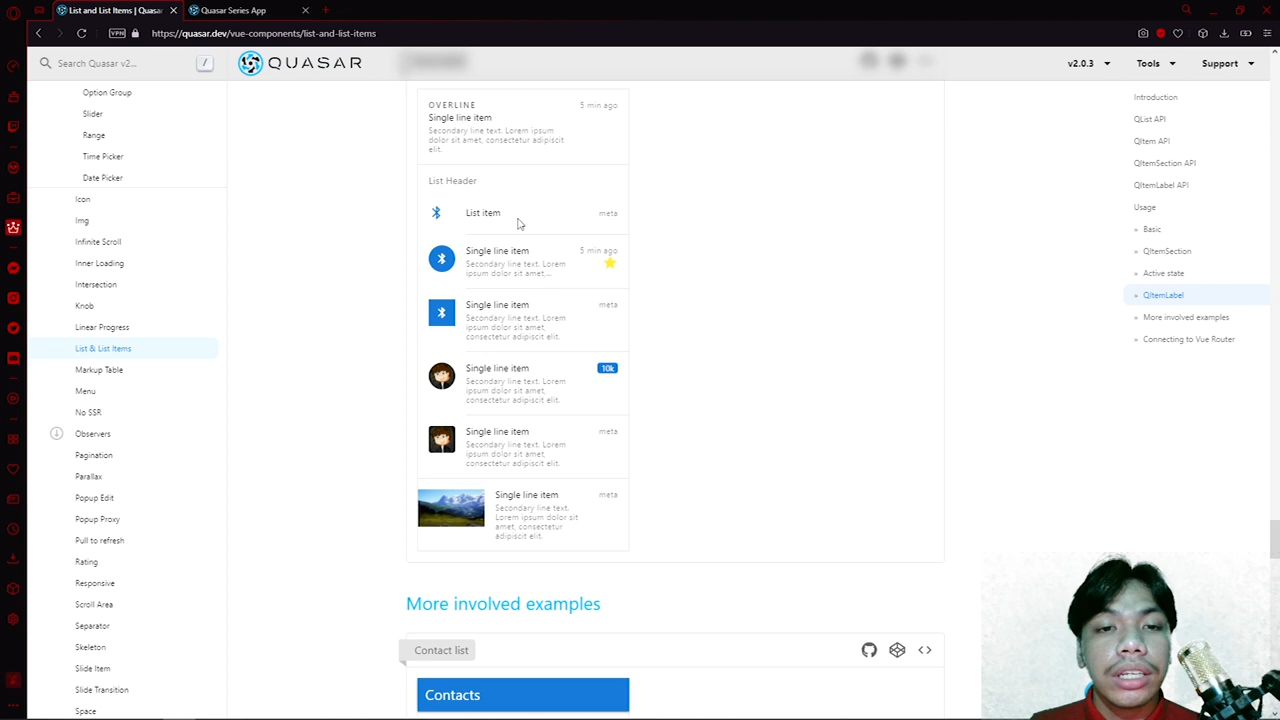 List and List Items | Quasar
Quasar Series App
VPN
https://quasar.dev/vue-components/list-and-list-items
Search Quasar v2...
/
QUASAR
v2.0.3
Tools
Support
Option Group
Slider
Range
Time Picker
Date Picker
Icon
Img
Infinite Scroll
Inner Loading
Intersection
Knob
Linear Progress
List & List Items
Markup Table
Menu
No SSR
Observers
Pagination
Parallax
Popup Edit
Popup Proxy
Pull to refresh
Rating
Responsive
Scroll Area
Separator
Skeleton
Slide Item
Slide Transition
Space
OVERLINE
5 min ago
Single line item
Secondary line text. Lorem ipsum
dolor sit amet, consectetur adipiscit
elit.
List Header
List item
meta
Single line item
5 min ago
Secondary line text. Lorem
ipsum dolor sit amet,...
Single line item
meta
Secondary line text. Lorem
ipsum dolor sit amet,
consectetur adipiscit elit.
Single line item
10k
Secondary line text. Lorem
ipsum dolor sit amet,
consectetur adipiscit elit.
Single line item
meta
Secondary line text. Lorem
ipsum dolor sit amet,
consectetur adipiscit elit.
Single line item
meta
Secondary line text.
Lorem ipsum dolor sit
amet, consectetur
adipiscit elit.
More involved examples
Contact list
Contacts
Introduction
QList API
QItem API
QItemSection API
QItemLabel API
Usage
» Basic
» QItemSection
» Active state
» QItemLabel
» More involved examples
» Connecting to Vue Router